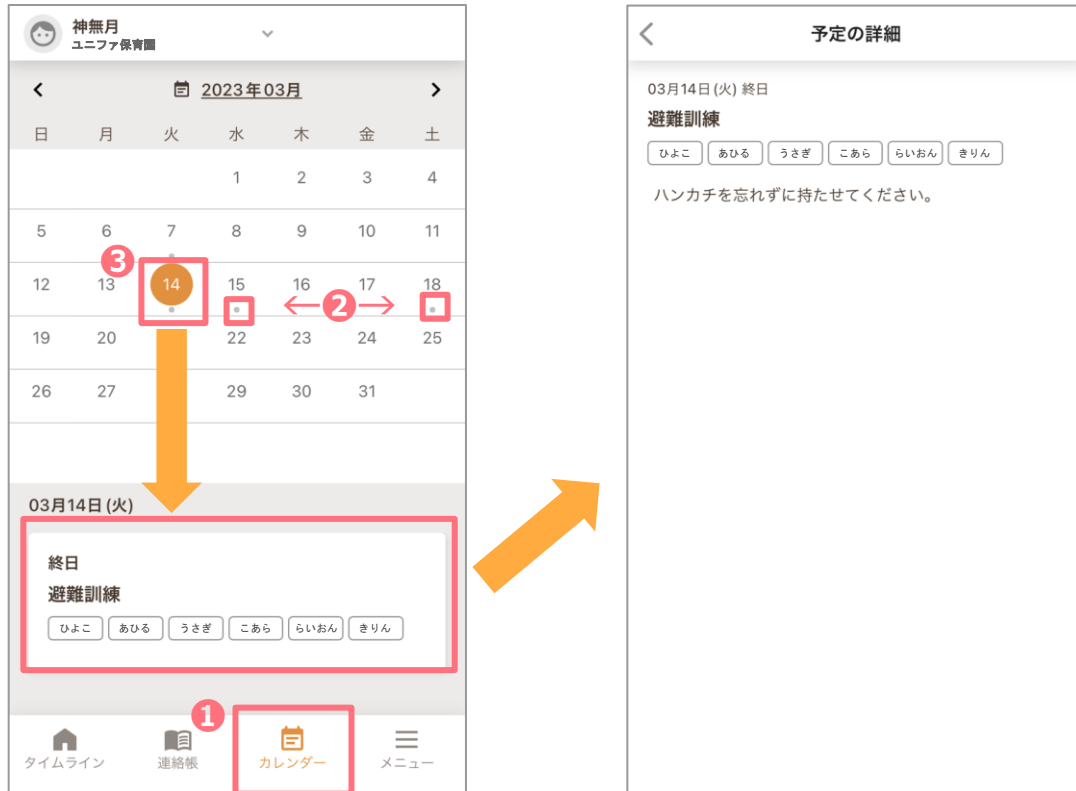 神無月
ユニファ保育園
2023年03月
日 月 火 水 木 金 土
1 2 3 4
5 6 7 8 9 10 11
❸
12 13 14 15 16 17 18
←❷→
19 20 22 23 24 25
26 27 29 30 31
03月14日(火)
終日
避難訓練
ひよこ あひる うさぎ こあら らいおん きりん
❶
タイムライン 連絡帳 カレンダー メニュー
予定の詳細
03月14日(火) 終日
避難訓練
ひよこ あひる うさぎ こあら らいおん きりん
ハンカチを忘れずに持たせてください。